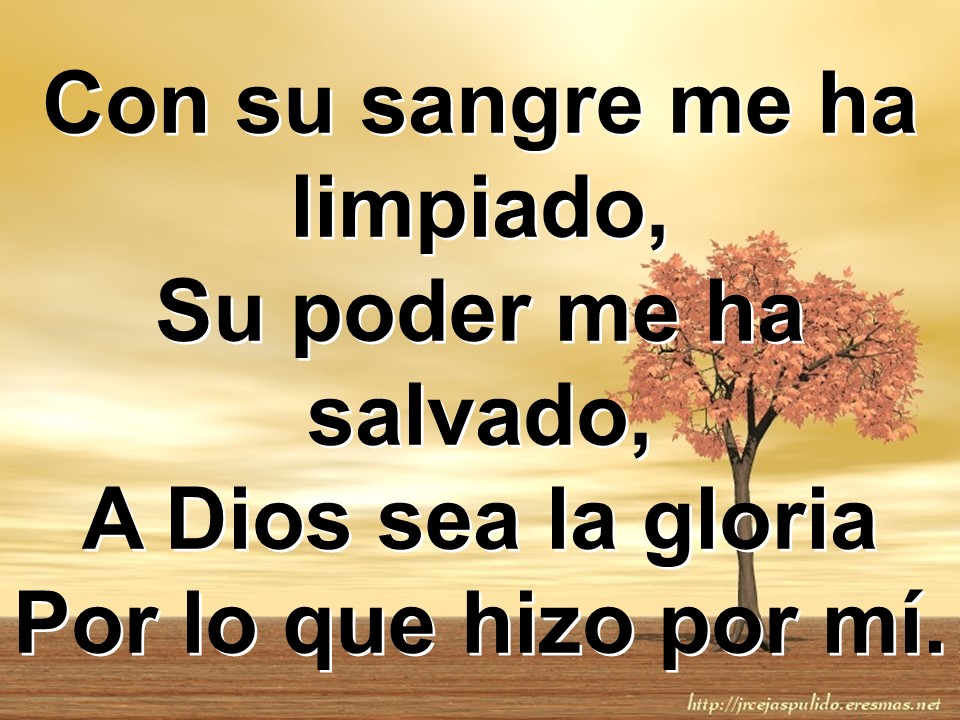 Con su sangre me ha
limpiado,
Su poder me ha
salvado,
A Dios sea la gloria
Por lo que hizo por mí.
http://jrcejaspulido.eresmas.net